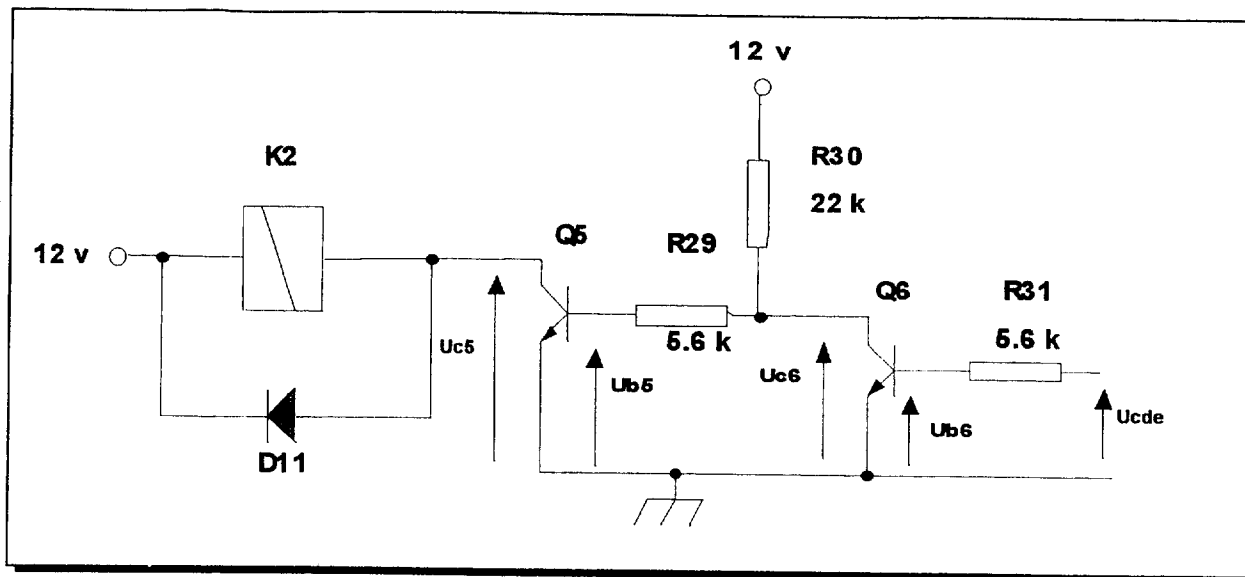 12 v
K2
R30
22 k
12 v
Q5
R29
Q6
R31
5.6 k
5.6 k
Uc5
Ub5
Uc6
Ub6
Ucde
D11